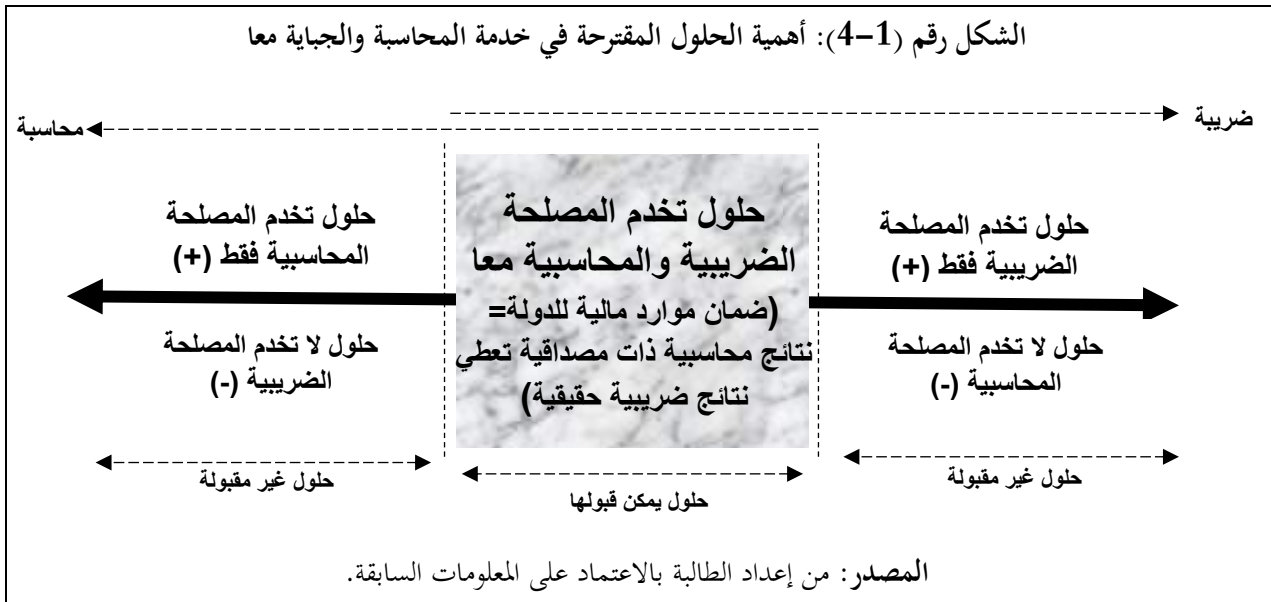 الشكل رقم (1-4): أهمية الحلول المقترحة في خدمة المحاسبة والجباية معا
ضريبة
محاسبة
حلول تخدم المصلحة
الضريبية فقط (+)
حلول لا تخدم المصلحة
المحاسبية (-)
حلول تخدم المصلحة
الضريبية والمحاسبية معا
(ضمان موارد مالية للدولة=
نتائج محاسبية ذات مصداقية تعطي
نتائج ضريبية حقيقية)
حلول تخدم المصلحة
المحاسبية فقط (+)
حلول لا تخدم المصلحة
الضريبية (-)
حلول غير مقبولة
حلول يمكن قبولها
حلول غير مقبولة
المصدر: من إعداد الطالبة بالاعتماد على المعلومات السابقة.